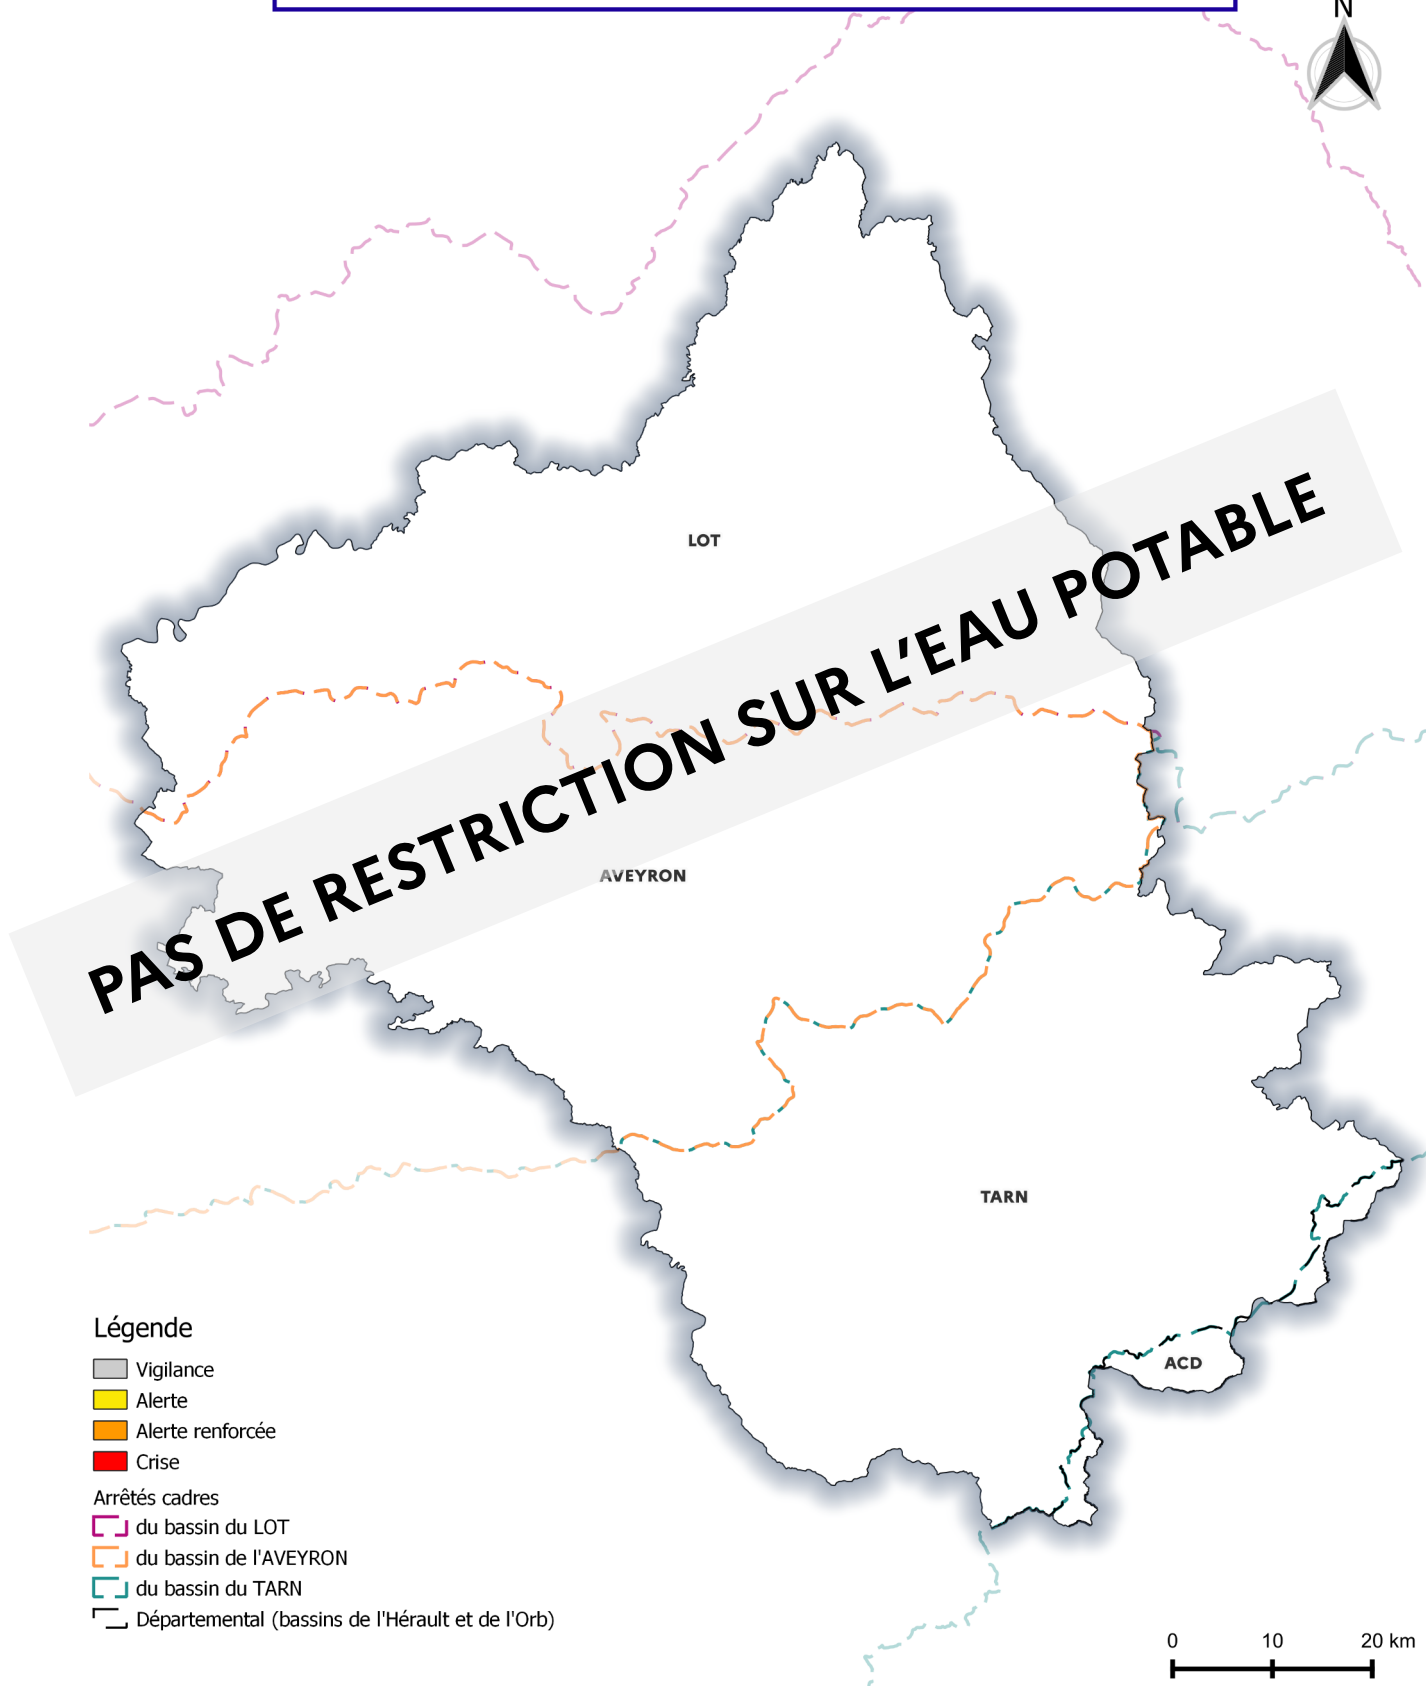 N
LOT
PAS DE RESTRICTION SUR L'EAU POTABLE
AVEYRON
TARN
ACD
Légende
Vigilance
Alerte
Alerte renforcée
Crise
Arrêtés cadres
du bassin du LOT
du bassin de l'AVEYRON
du bassin du TARN
Départemental (bassins de l'Hérault et de l'Orb)
0 10 20 km